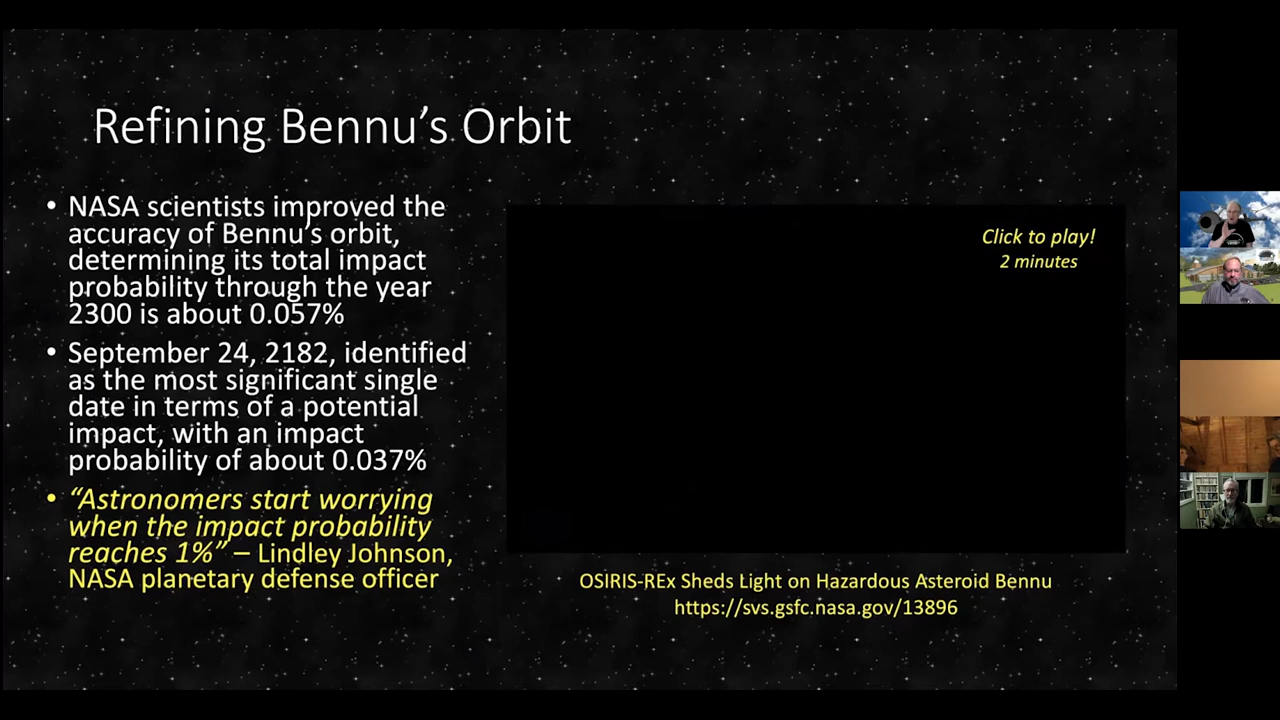 Refining Bennu’s Orbit
• NASA scientists improved the
accuracy of Bennu’s orbit,
determining its total impact
probability through the year
2300 is about 0.057%
• September 24, 2182, identified
as the most significant single
date in terms of a potential
impact, with an impact
probability of about 0.037%
• “Astronomers start worrying
when the impact probability
reaches 1%” – Lindley Johnson,
NASA planetary defense officer
Click to play!
2 minutes
OSIRIS-REx Sheds Light on Hazardous Asteroid Bennu
https://svs.gsfc.nasa.gov/13896